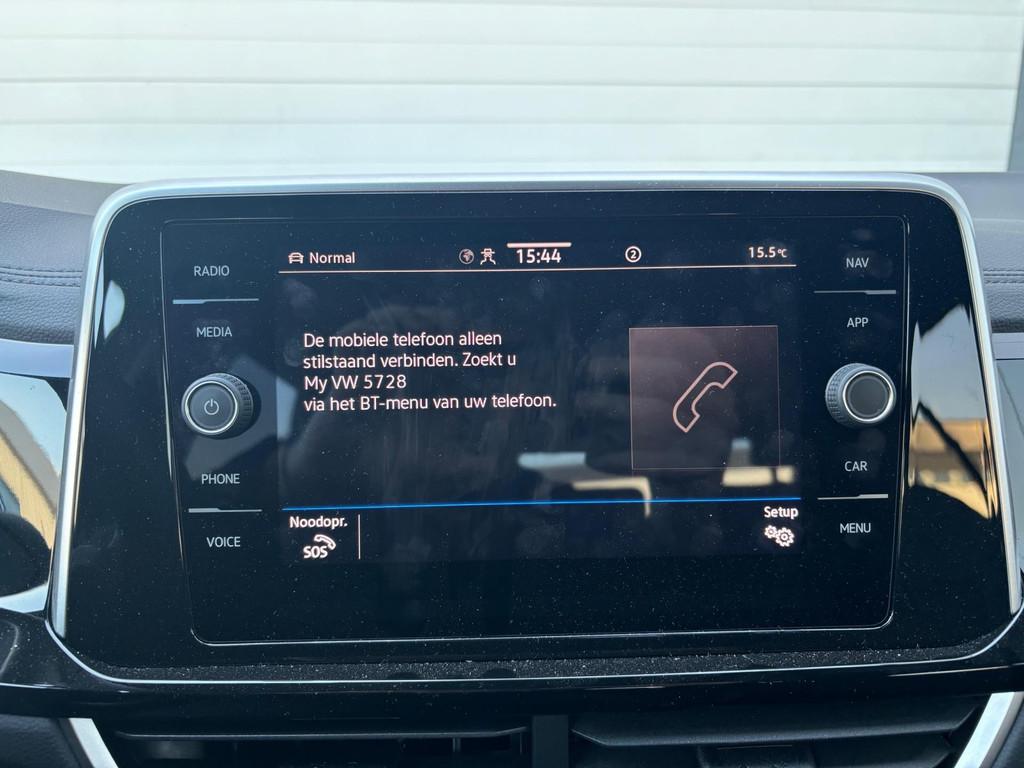 RADIO
MEDIA
PHONE
VOICE
Normal
15:44
2
15.5°C
De mobiele telefoon alleen
stilstaand verbinden. Zoekt u
My VW 5728
via het BT-menu van uw telefoon.
Noodopr.
SOS
Setup
NAV
APP
CAR
MENU